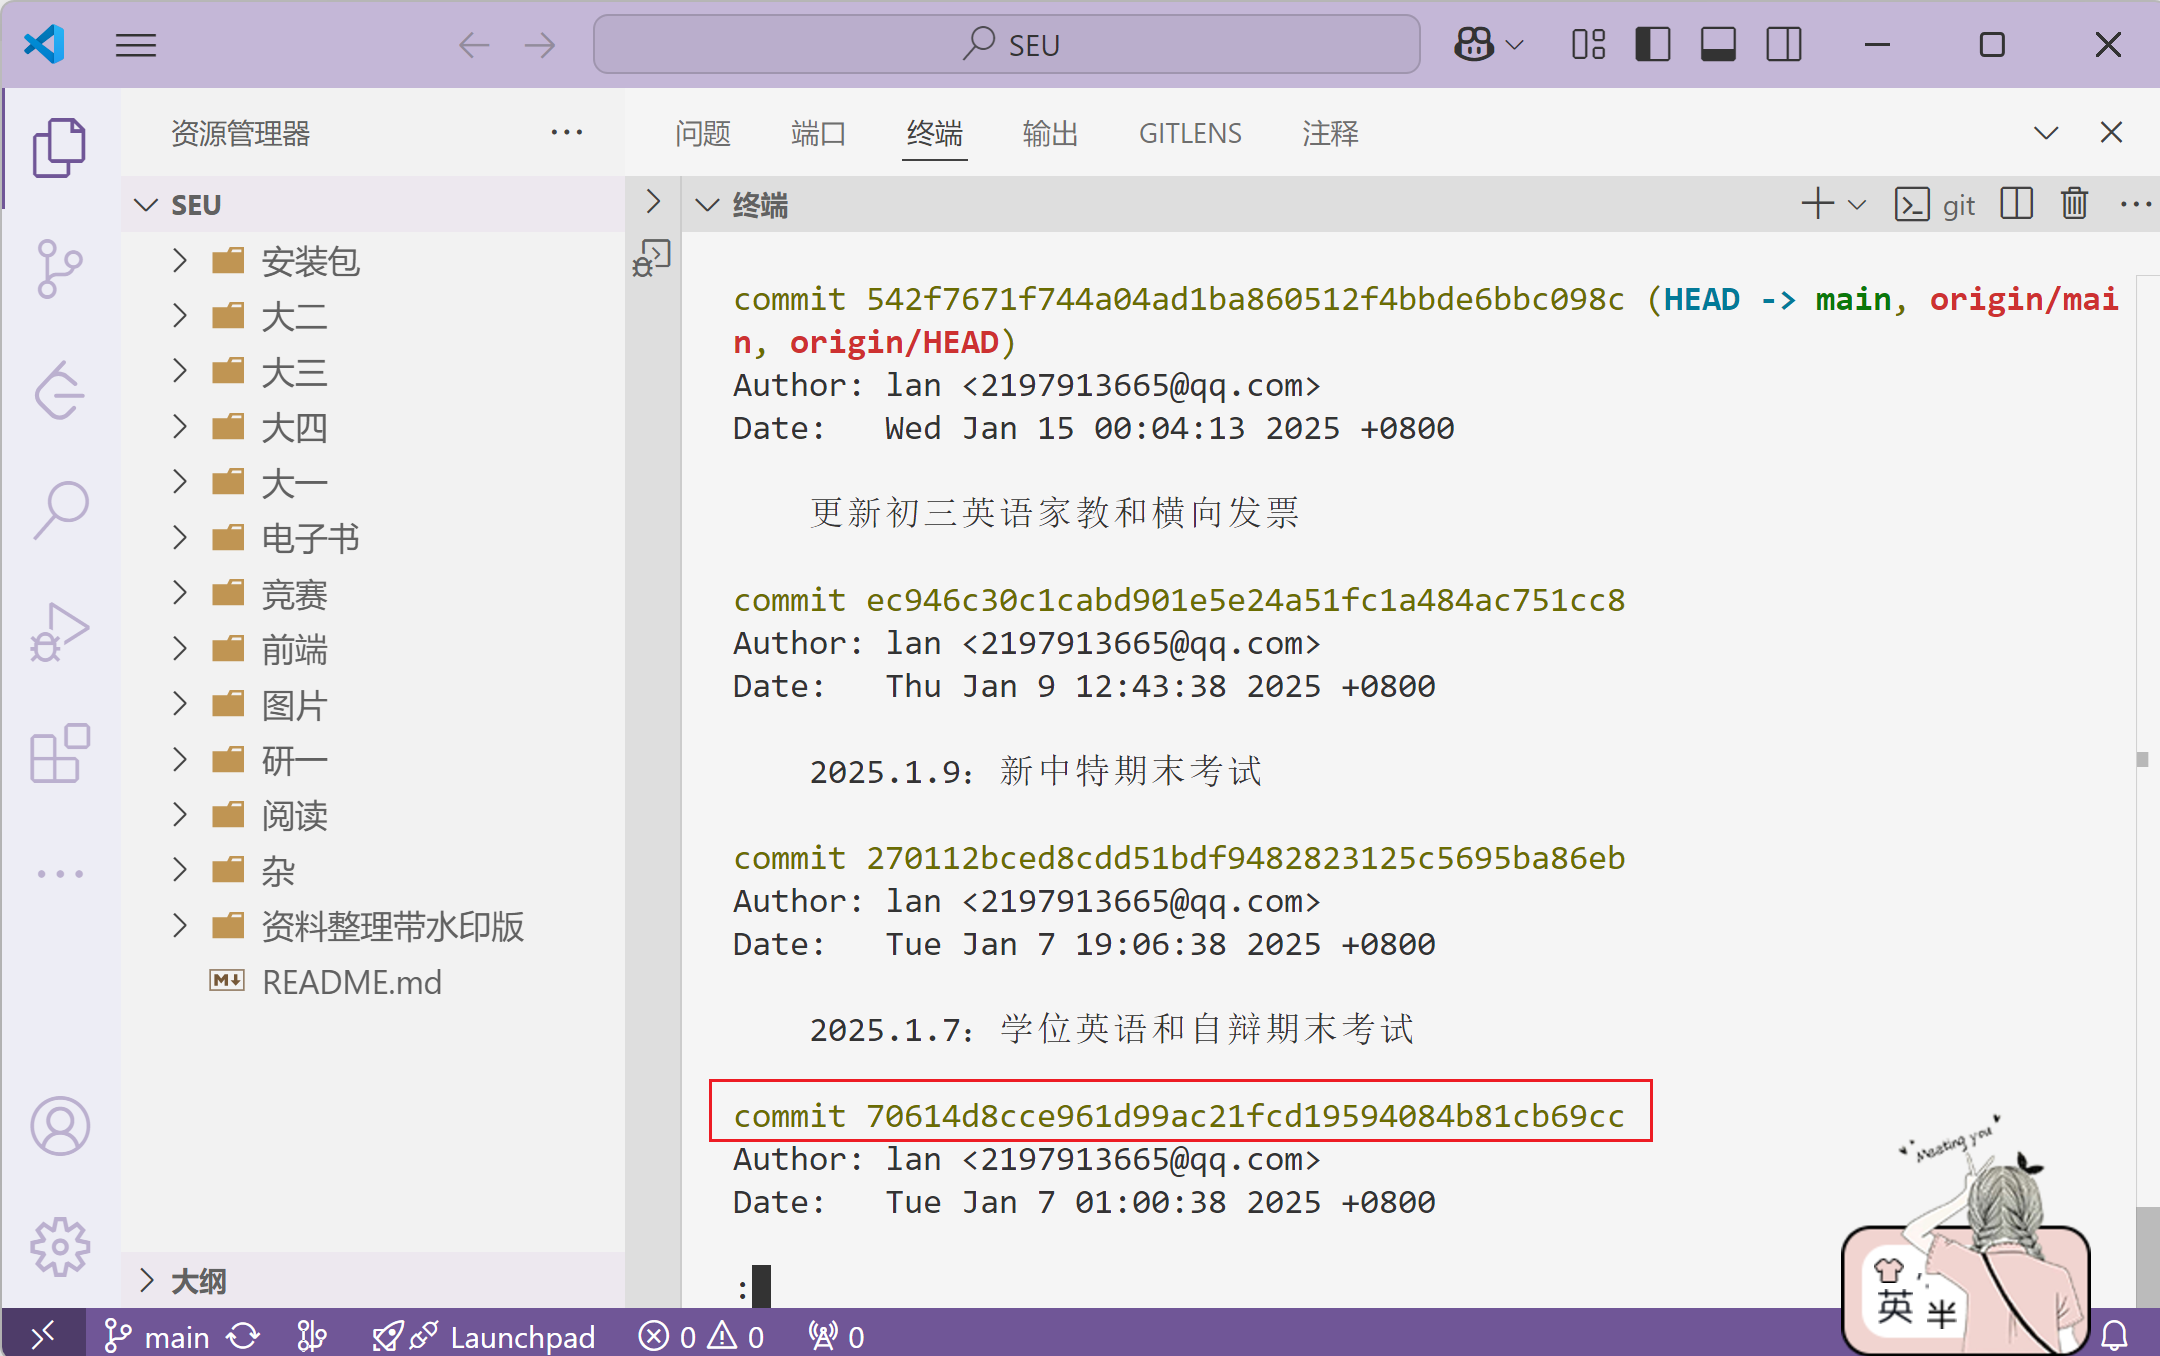 SEU
资源管理器
问题 端口 终端 输出 GITLENS 注释
SEU
终端
git
安装包
大二
大三
大四
大一
电子书
竞赛
前端
图片
研一
阅读
杂
资料整理带水印版
README.md
大纲
commit 542f7671f744a04ad1ba860512f4bbde6bbc098c (HEAD -> main, origin/mai
n, origin/HEAD)
Author: lan <2197913665@qq.com>
Date:   Wed Jan 15 00:04:13 2025 +0800
更新初三英语家教和横向发票
commit ec946c30c1cabd901e5e24a51fc1a484ac751cc8
Author: lan <2197913665@qq.com>
Date:   Thu Jan 9 12:43:38 2025 +0800
2025.1.9：新中特期末考试
commit 270112bced8cdd51bdf9482823125c5695ba86eb
Author: lan <2197913665@qq.com>
Date:   Tue Jan 7 19:06:38 2025 +0800
2025.1.7：学位英语和自辩期末考试
commit 70614d8cce961d99ac21fcd19594084b81cb69cc
Author: lan <2197913665@qq.com>
Date:   Tue Jan 7 01:00:38 2025 +0800
:
Meating you
英 半
main Launchpad 0 0 0